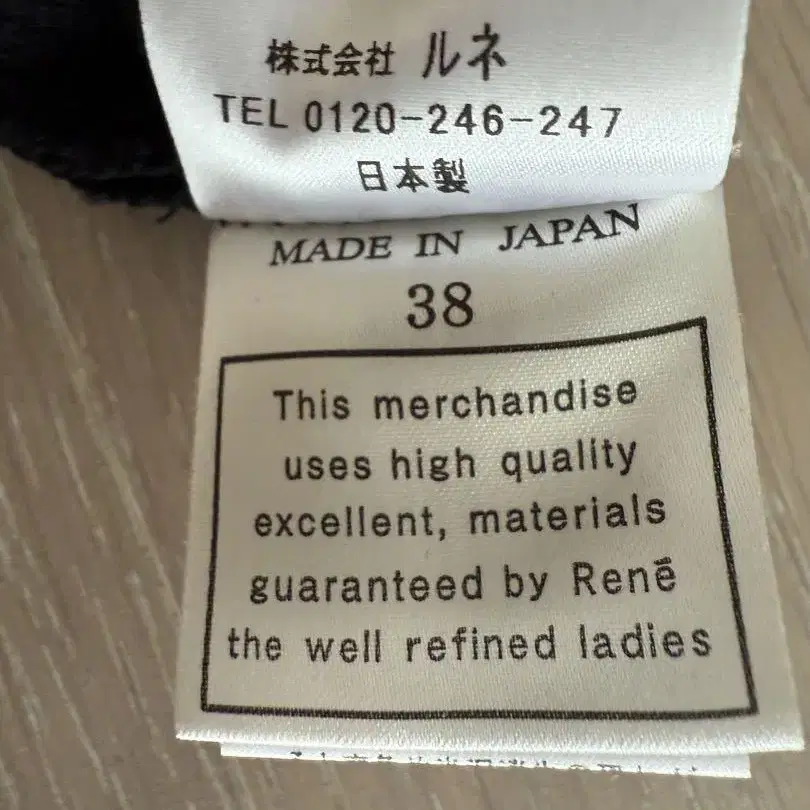 株式会社 ルネ
TEL 0120-246-247
日本製
MADE IN JAPAN
38
This merchandise
uses high quality
excellent, materials
guaranteed by René
the well refined ladies